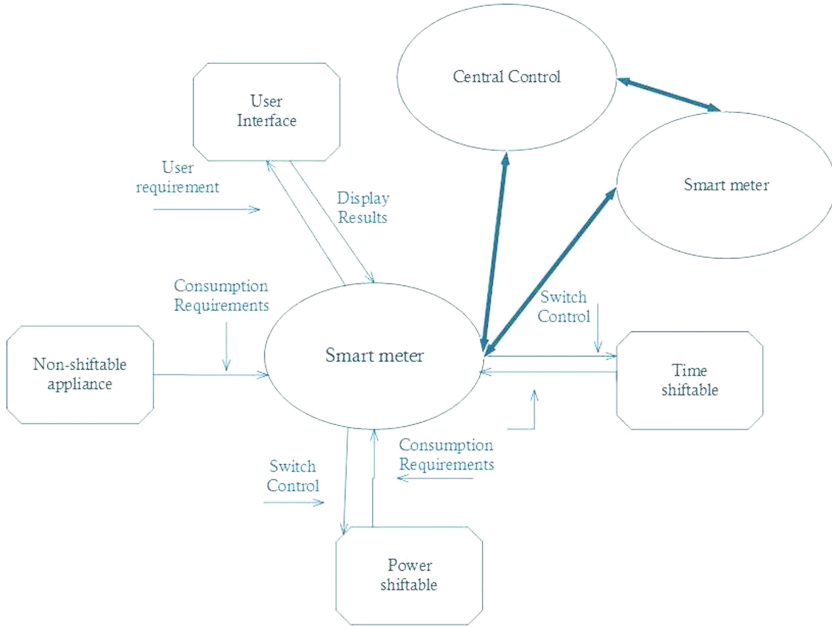 Central Control
User
Interface
User
requirement
Display
Results
Smart meter
Consumption
Requirements
Switch
Control
Smart meter
Non-shiftable
appliance
Time
shiftable
Switch
Control
Consumption
Requirements
Power
shiftable